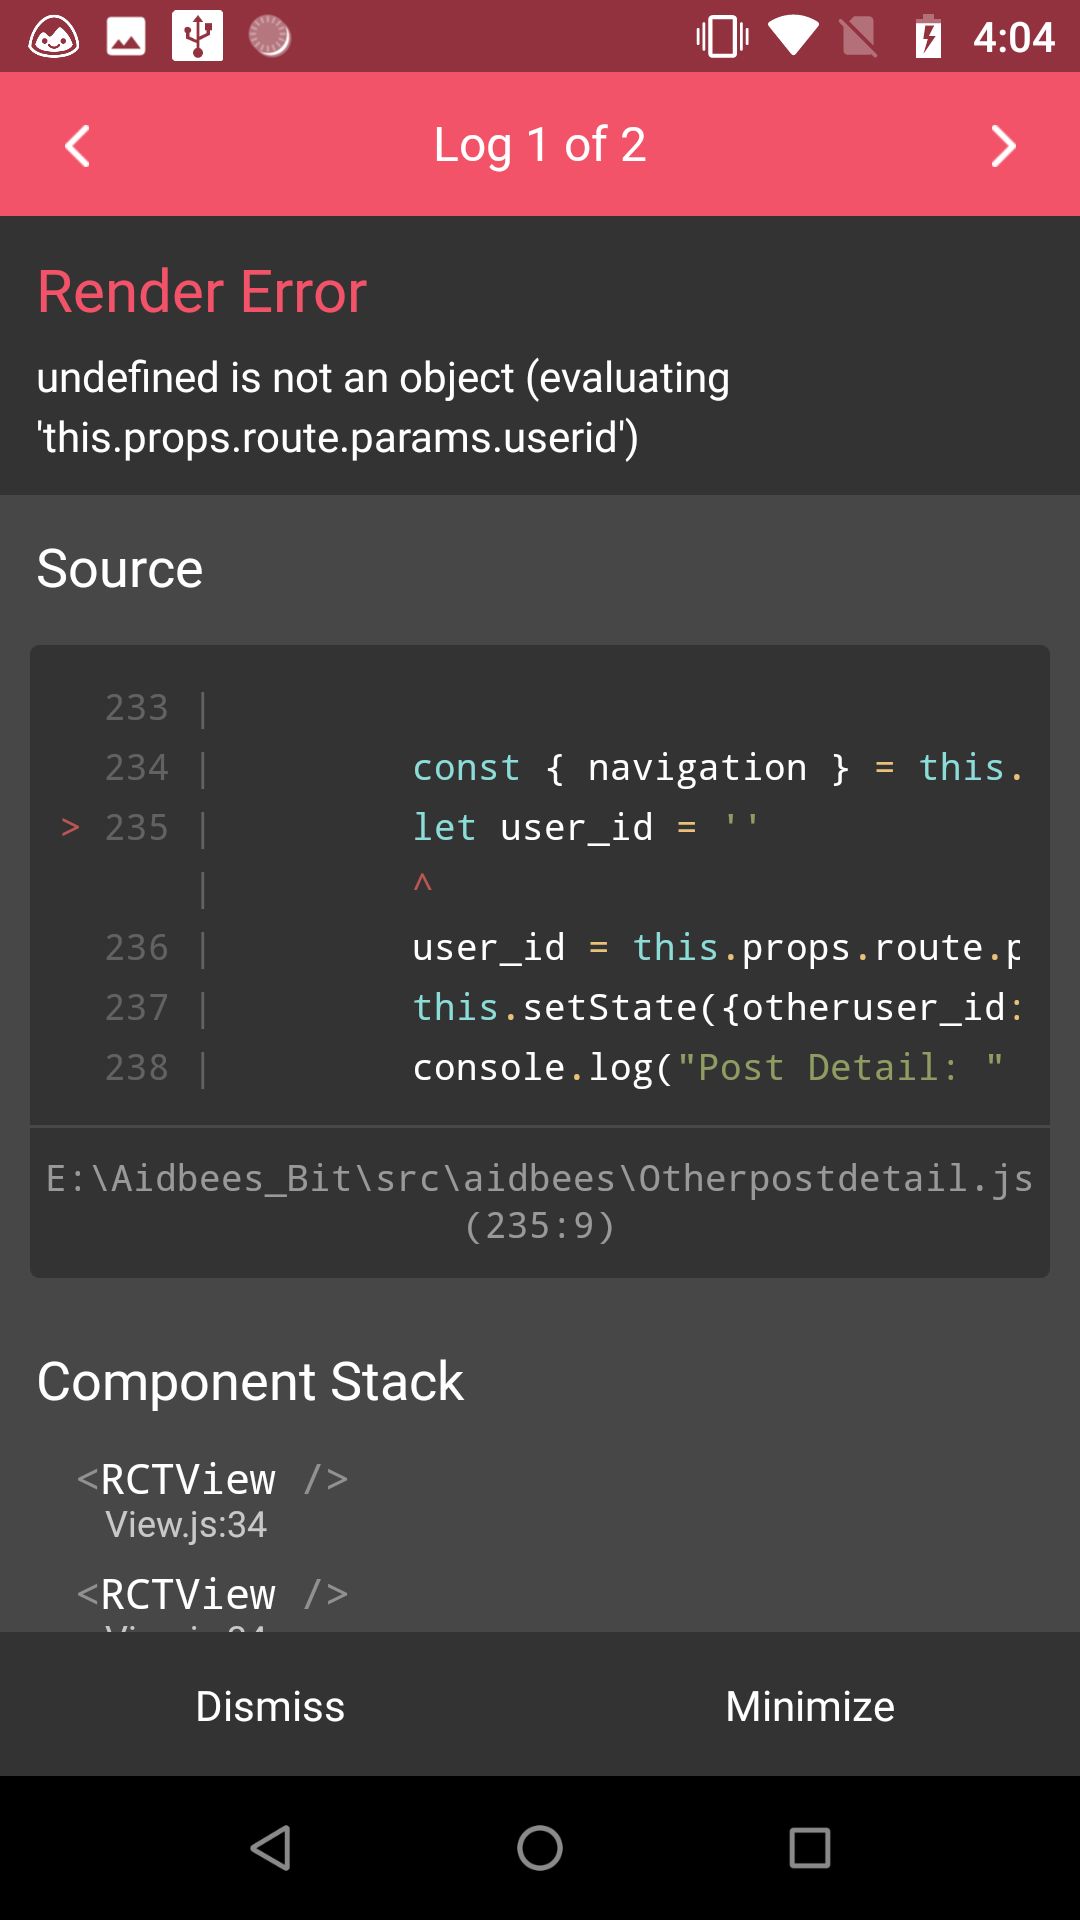 4:04
Log 1 of 2
Render Error
undefined is not an object (evaluating
'this.props.route.params.userid')
Source
233 |
234 | const { navigation } = this.
> 235 | let user_id = ''
| ^
236 | user_id = this.props.route.p
237 | this.setState({otheruser_id:
238 | console.log("Post Detail: "
E:\Aidbees_Bit\src\aidbees\Otherpostdetail.js
(235:9)
Component Stack
<RCTView />
View.js:34
<RCTView />
Dismiss
Minimize